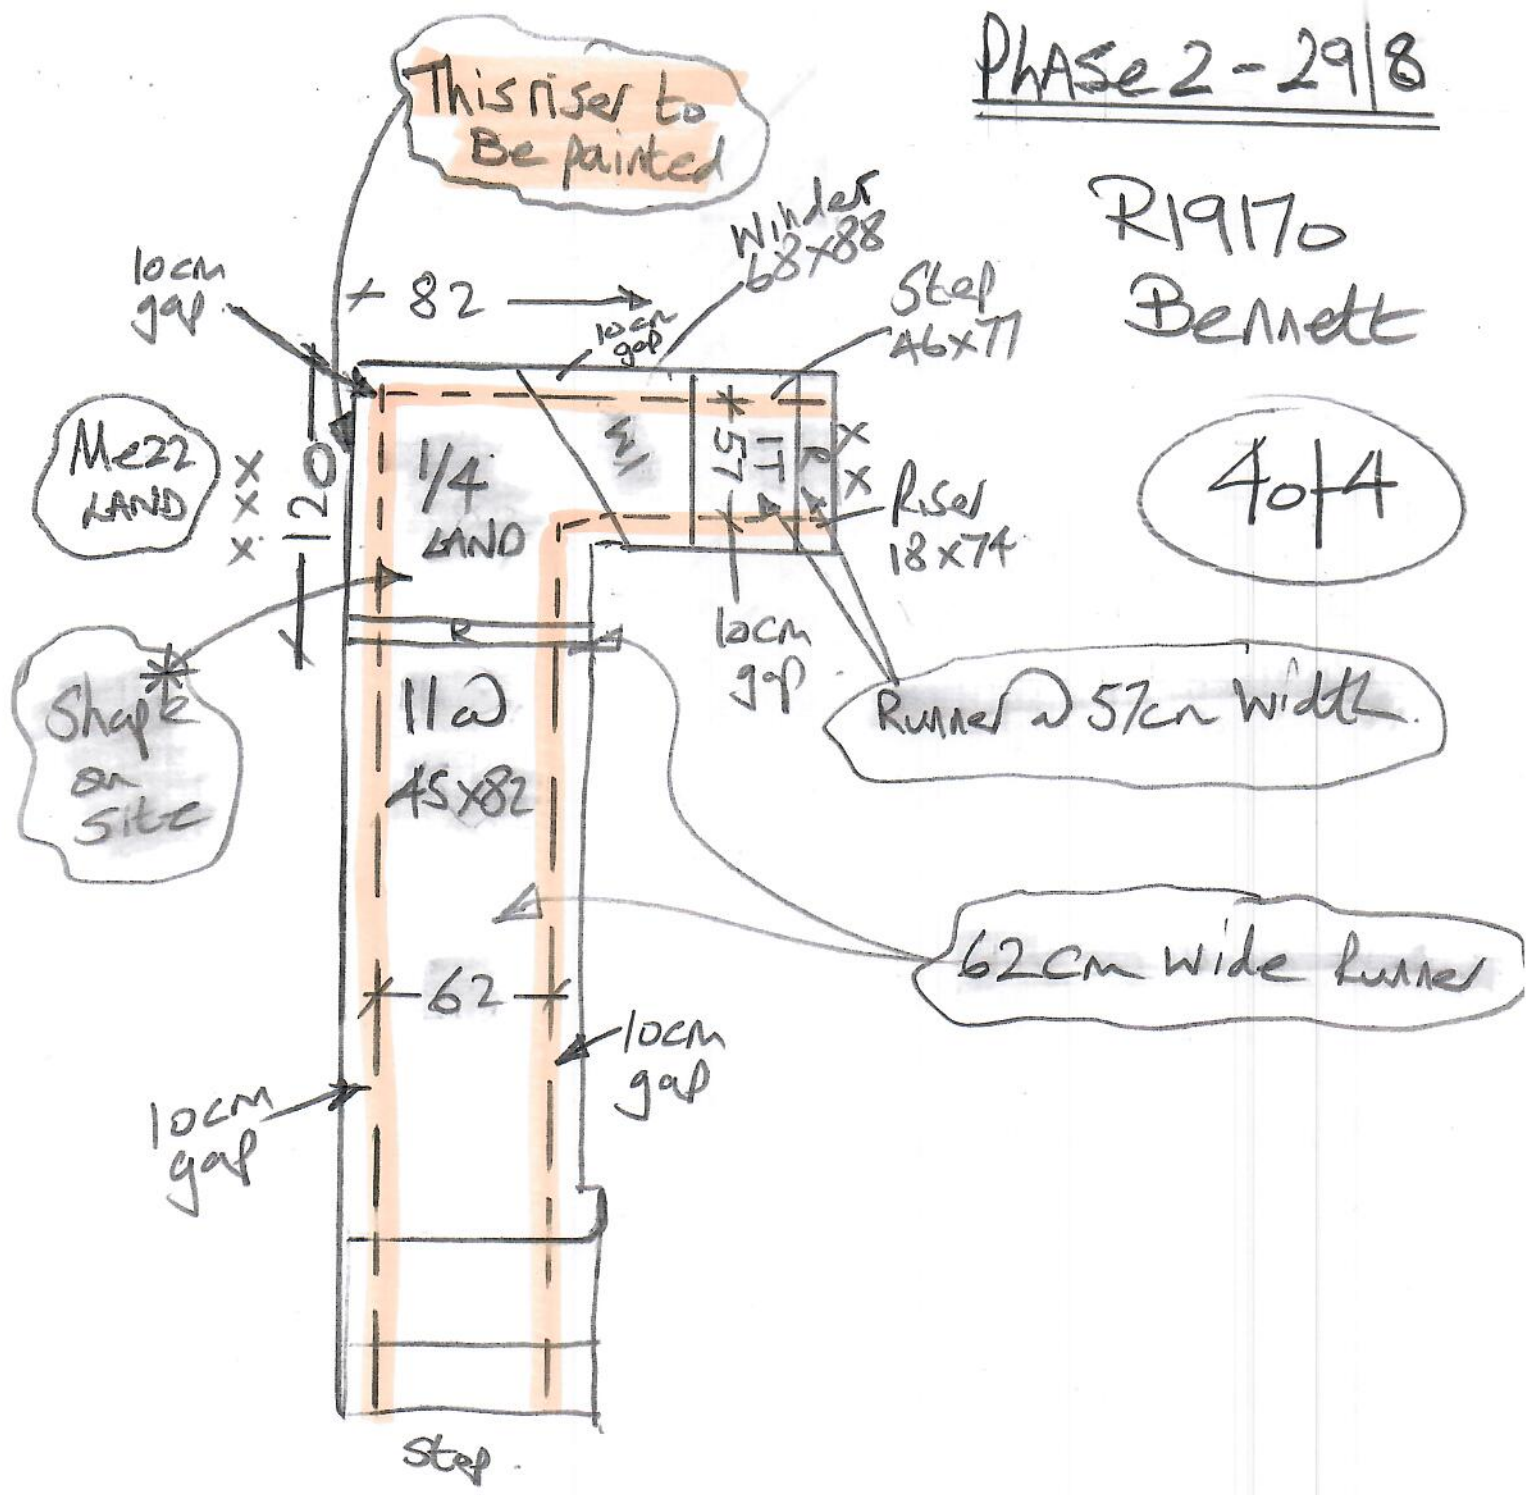 PhASe 2 - 29/8
This riser to
Be painted
R19170
Bennett
Winder
68x88
10cm
gap
82
10cm
gap
Step
46x77
Mezz
LAND
120
1/4
LAND
W
57
1T
R
Riser
18x74
4 of 4
R
10cm
gap
Shape
on
Site
11@
45x82
Runner @ 57cm Width.
62
62cm wide Runner
10cm
gap
10cm
gap
Step